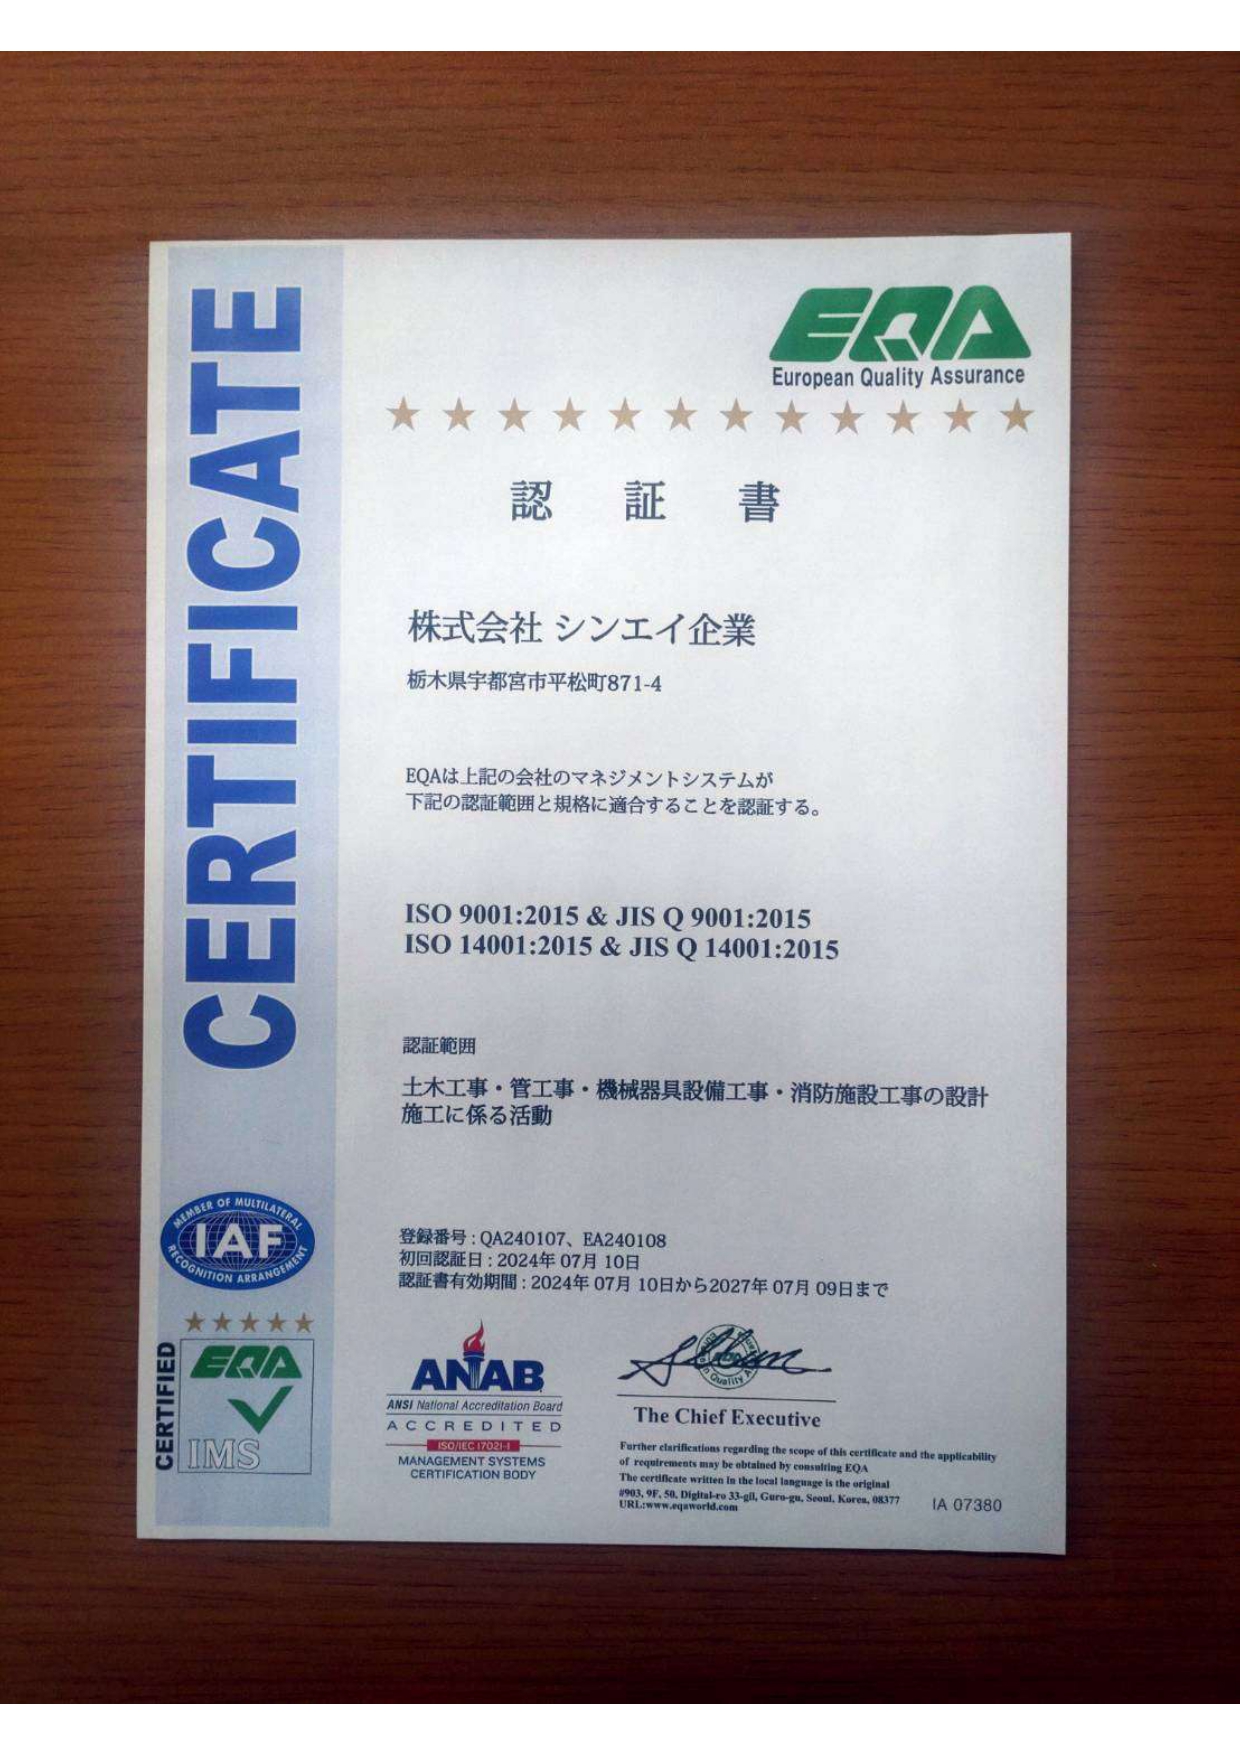 CERTIFICATE
EQA
European Quality Assurance
認証書
株式会社 シンエイ企業
栃木県宇都宮市平松町871-4
EQAは上記の会社のマネジメントシステムが
下記の認証範囲と規格に適合することを認証する。
ISO 9001:2015 & JIS Q 9001:2015
ISO 14001:2015 & JIS Q 14001:2015
認証範囲
土木工事・管工事・機械器具設備工事・消防施設工事の設計
施工に係る活動
登録番号 : QA240107、EA240108
初回認証日 : 2024年 07月 10日
認証書有効期間 : 2024年 07月 10日から2027年 07月 09日まで
MEMBER OF MULTILATERAL
IAF
RECOGNITION ARRANGEMENT
CERTIFIED
EQA
IMS
ANAB
ANSI National Accreditation Board
ACCREDITED
ISO/IEC 17021-1
MANAGEMENT SYSTEMS
CERTIFICATION BODY
The Chief Executive
Further clarifications regarding the scope of this certificate and the applicability
of requirements may be obtained by consulting EQA
The certificate written in the local language is the original
#903, 9F, 50, Digital-ro 33-gil, Guro-gu, Seoul, Korea, 08377
URL:www.eqaworld.com
IA 07380